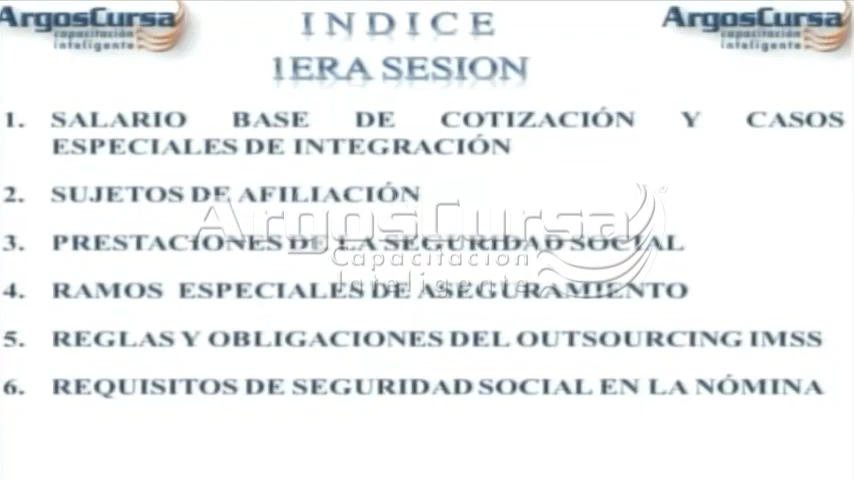 ArgosCursa
capacitación
inteligente
INDICE
ArgosCursa
capacitación
inteligente
1ERA SESION
1. SALARIO BASE DE COTIZACIÓN Y CASOS
ESPECIALES DE INTEGRACIÓN
2. SUJETOS DE AFILIACIÓN
3. PRESTACIONES DE LA SEGURIDAD SOCIAL
4. RAMOS ESPECIALES DE ASEGURAMIENTO
5. REGLAS Y OBLIGACIONES DEL OUTSOURCING IMSS
6. REQUISITOS DE SEGURIDAD SOCIAL EN LA NÓMINA
ArgosCursa
Capacitación
Inteligente